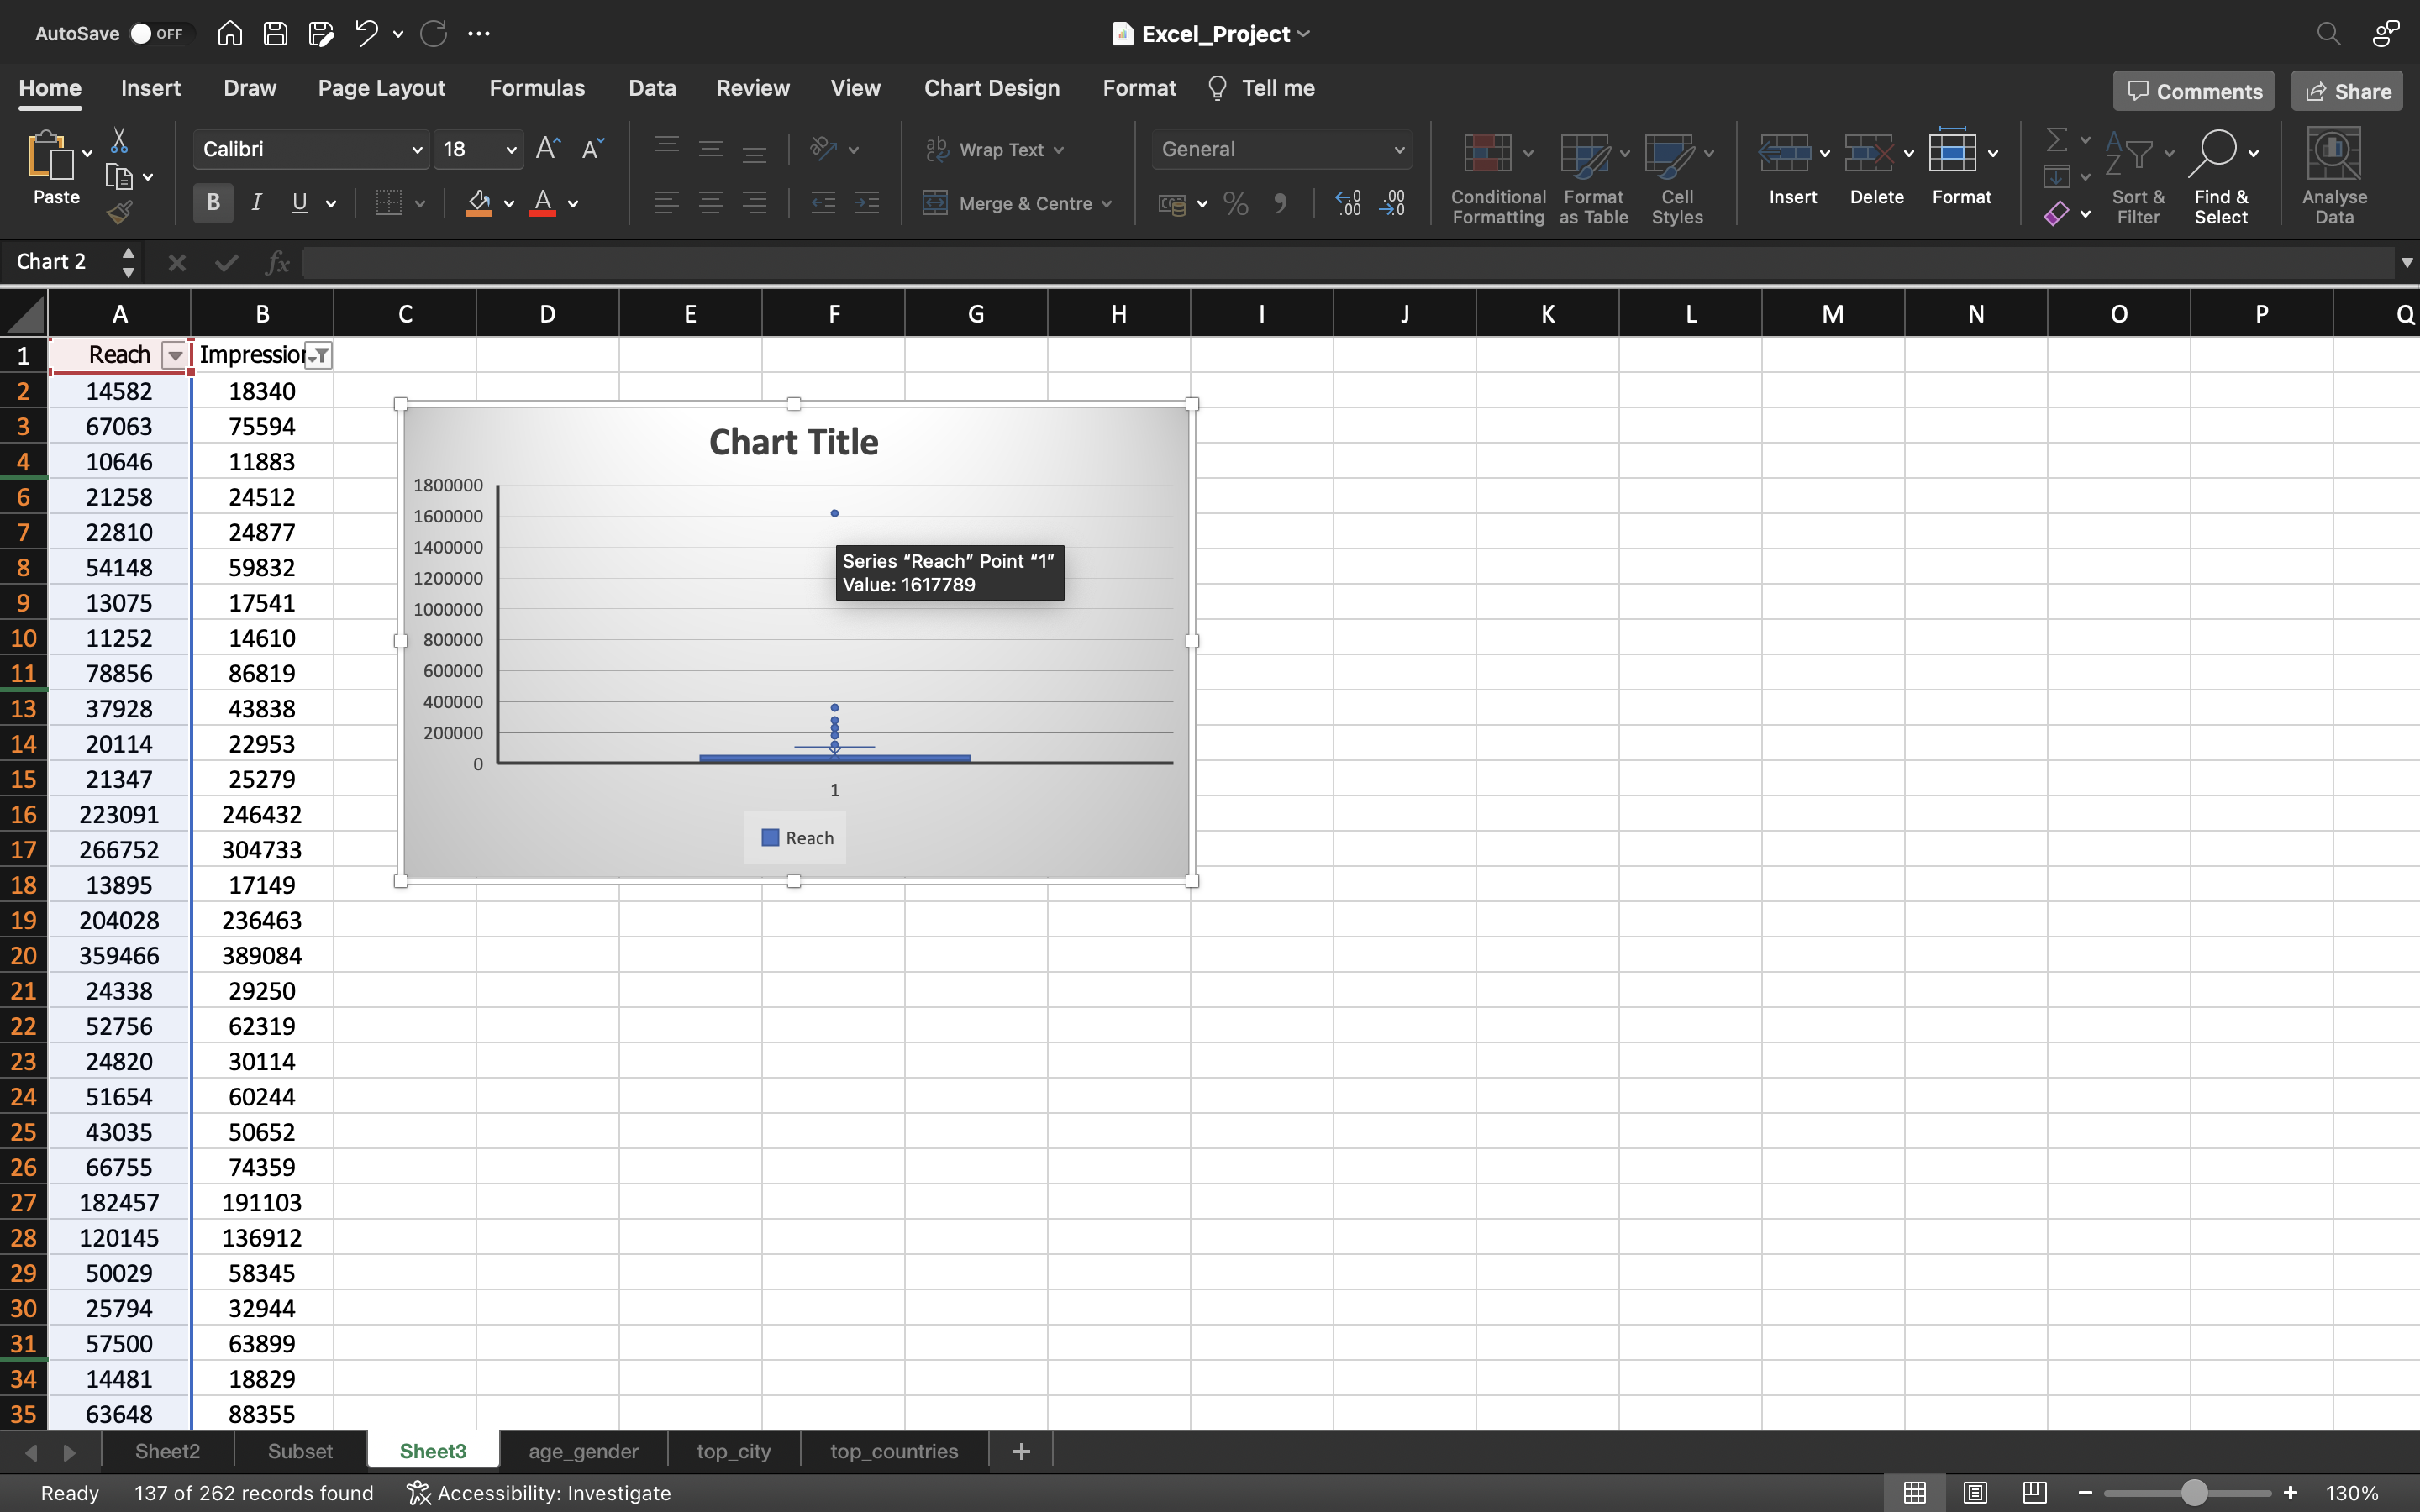 AutoSave OFF
Excel_Project
Home Insert Draw Page Layout Formulas Data Review View Chart Design Format Tell me
Comments Share
Paste
Calibri 18
Wrap Text
General
Conditional Formatting
Format as Table
Cell Styles
Insert
Delete
Format
Sort & Filter
Find & Select
Analyse Data
B I U A
Merge & Centre
Chart 2 fx
A B C D E F G H I J K L M N O P Q
1 Reach Impression
2 14582 18340
3 67063 75594
4 10646 11883
6 21258 24512
7 22810 24877
8 54148 59832
9 13075 17541
10 11252 14610
11 78856 86819
13 37928 43838
14 20114 22953
15 21347 25279
16 223091 246432
17 266752 304733
18 13895 17149
19 204028 236463
20 359466 389084
21 24338 29250
22 52756 62319
23 24820 30114
24 51654 60244
25 43035 50652
26 66755 74359
27 182457 191103
28 120145 136912
29 50029 58345
30 25794 32944
31 57500 63899
34 14481 18829
35 63648 88355
Chart Title
1800000
1600000
1400000
1200000
1000000
800000
600000
400000
200000
0
1
Reach
Series “Reach” Point “1”
Value: 1617789
Sheet2 Subset Sheet3 age_gender top_city top_countries +
Ready 137 of 262 records found Accessibility: Investigate
130%